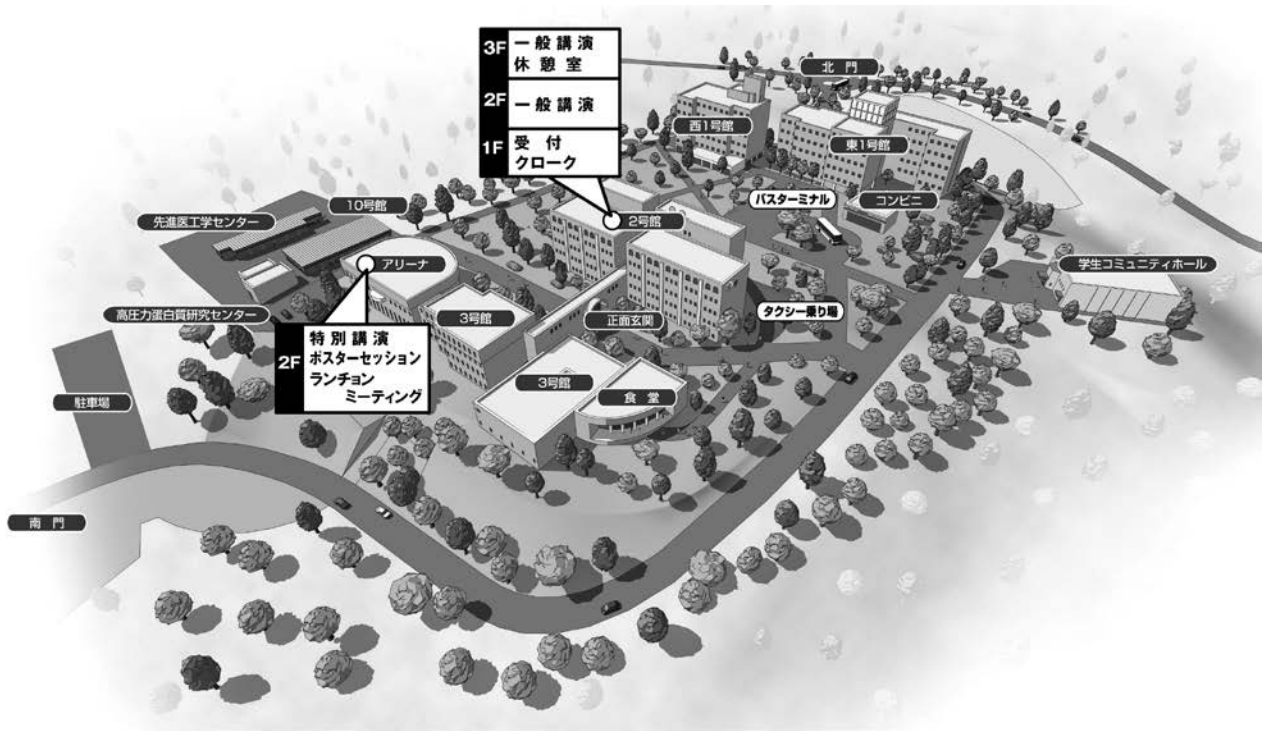 3F 一般講演
休憩室
2F 一般講演
1F 受付
クローク
北門
西1号館
東1号館
バスターミナル
コンビニ
10号館
先進医工学センター
2号館
アリーナ
学生コミュニティホール
高圧力蛋白質研究センター
3号館
正面玄関
タクシー乗り場
2F 特別講演
ポスターセッション
ランチョン
ミーティング
3号館
食堂
駐車場
南門